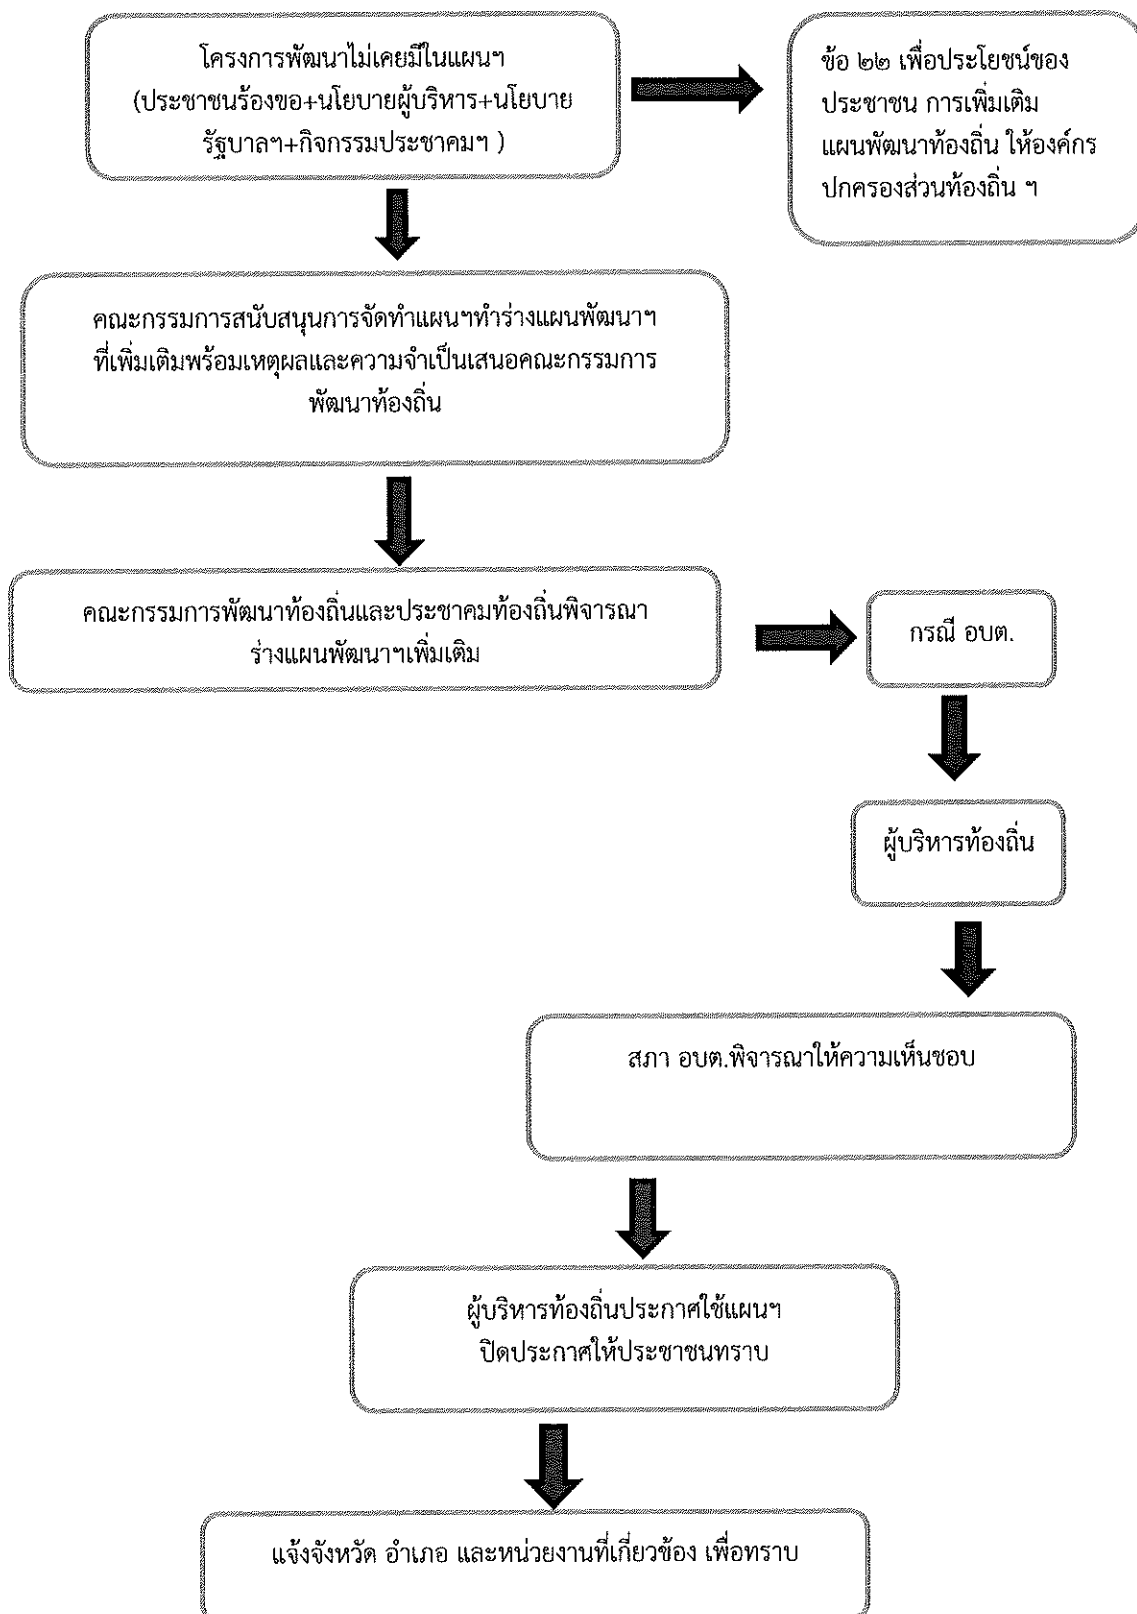 โครงการพัฒนาไม่เคยมีในแผนฯ
(ประชาชนร้องขอ+นโยบายผู้บริหาร+นโยบาย
รัฐบาลฯ+กิจกรรมประชาคมฯ )
ข้อ ๒๒ เพื่อประโยชน์ของ
ประชาชน การเพิ่มเติม
แผนพัฒนาท้องถิ่น ให้องค์กร
ปกครองส่วนท้องถิ่น ฯ
คณะกรรมการสนับสนุนการจัดทำแผนฯทำร่างแผนพัฒนาฯ
ที่เพิ่มเติมพร้อมเหตุผลและความจำเป็นเสนอคณะกรรมการ
พัฒนาท้องถิ่น
คณะกรรมการพัฒนาท้องถิ่นและประชาคมท้องถิ่นพิจารณา
ร่างแผนพัฒนาฯเพิ่มเติม
กรณี อบต.
ผู้บริหารท้องถิ่น
สภา อบต.พิจารณาให้ความเห็นชอบ
ผู้บริหารท้องถิ่นประกาศใช้แผนฯ
ปิดประกาศให้ประชาชนทราบ
แจ้งจังหวัด อำเภอ และหน่วยงานที่เกี่ยวข้อง เพื่อทราบ